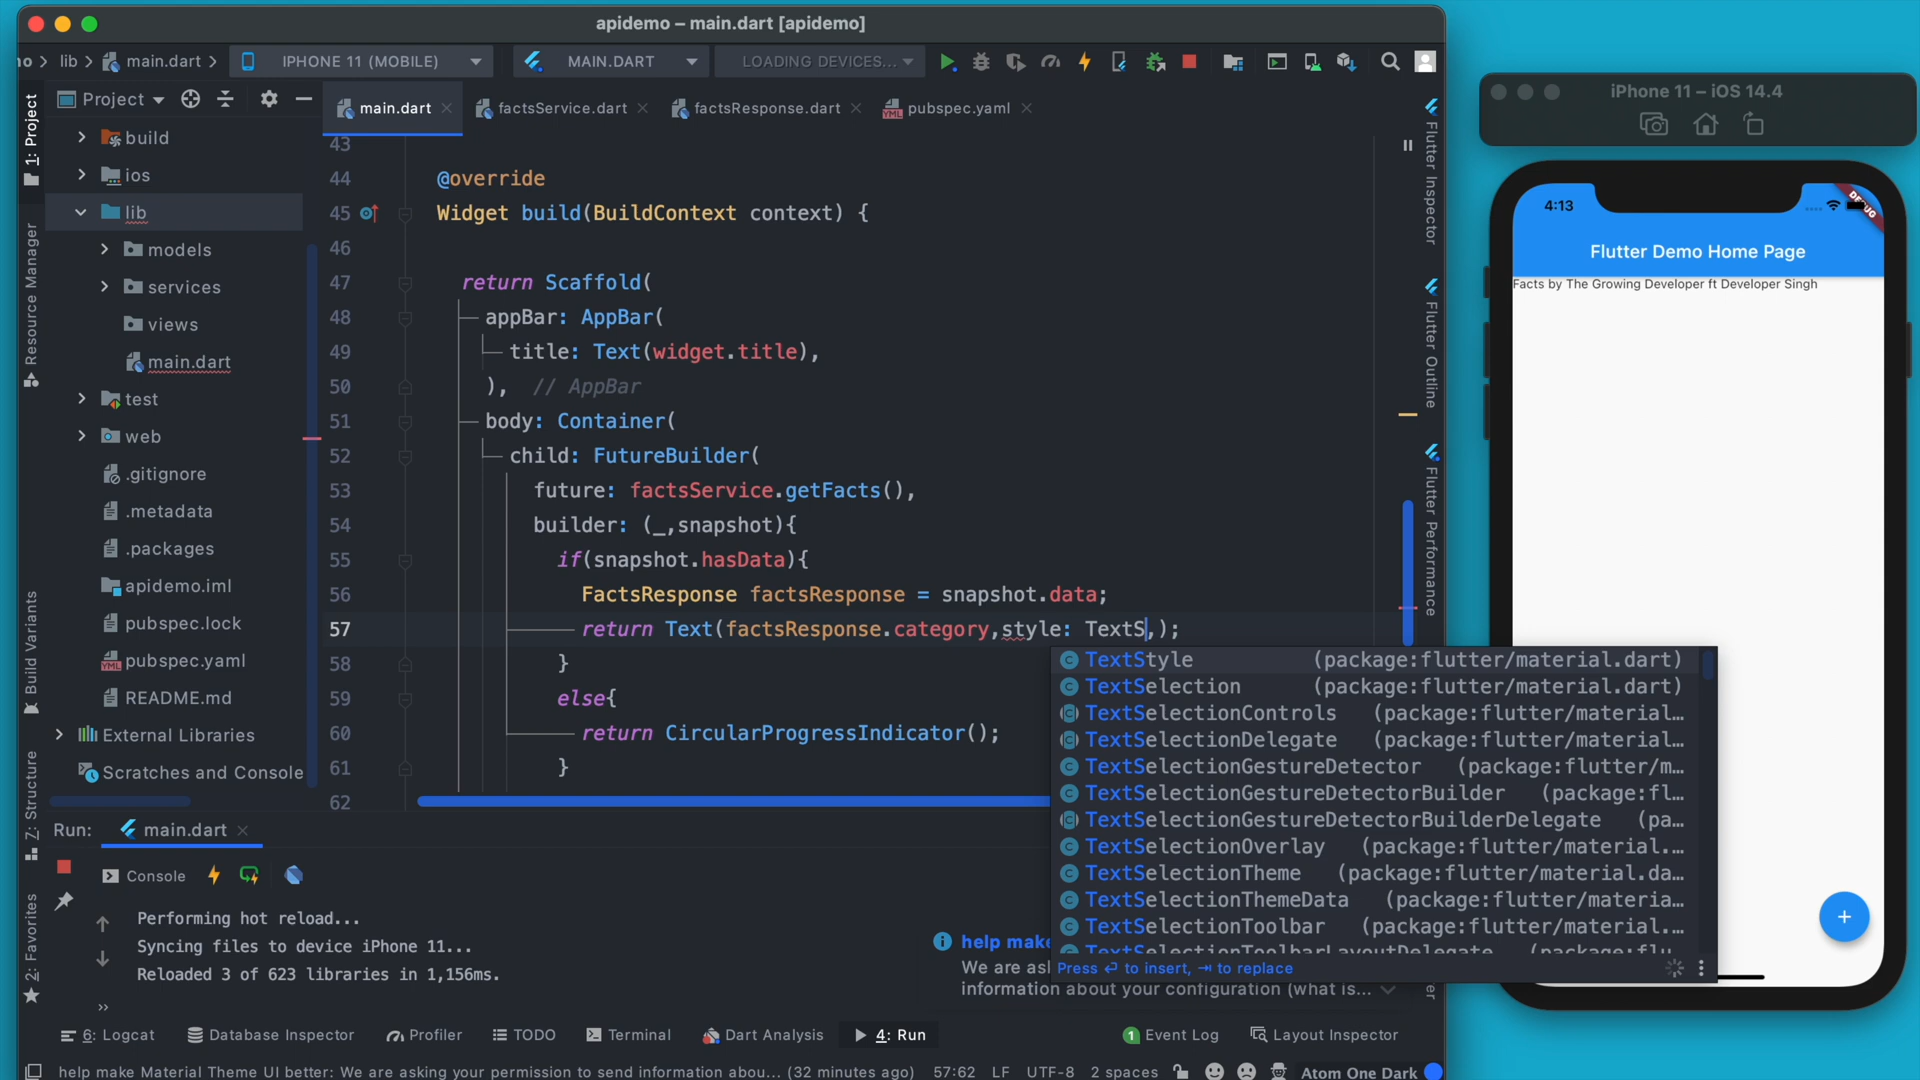 apidemo – main.dart [apidemo]
lib
main.dart
IPHONE 11 (MOBILE)
MAIN.DART
LOADING DEVICES...
Project
main.dart
factsService.dart
factsResponse.dart
pubspec.yaml
1: Project
Resource Manager
Build Variants
7: Structure
2: Favorites
build
ios
lib
models
services
views
main.dart
test
web
.gitignore
.metadata
.packages
apidemo.iml
pubspec.lock
pubspec.yaml
README.md
External Libraries
Scratches and Console
43
44 @override
45 Widget build(BuildContext context) {
46
47 return Scaffold(
48 appBar: AppBar(
49 title: Text(widget.title),
50 ), // AppBar
51 body: Container(
52 child: FutureBuilder(
53 future: factsService.getFacts(),
54 builder: (_,snapshot){
55 if(snapshot.hasData){
56 FactsResponse factsResponse = snapshot.data;
57 return Text(factsResponse.category,style: TextS,);
58 }
59 else{
60 return CircularProgressIndicator();
61 }
62
TextStyle (package:flutter/material.dart)
TextSelection (package:flutter/material.dart)
TextSelectionControls (package:flutter/material...
TextSelectionDelegate (package:flutter/material...
TextSelectionGestureDetector (package:flutter/m...
TextSelectionGestureDetectorBuilder (package:fl...
TextSelectionGestureDetectorBuilderDelegate (pa...
TextSelectionOverlay (package:flutter/material....
TextSelectionTheme (package:flutter/material.da...
TextSelectionThemeData (package:flutter/materia...
TextSelectionToolbar (package:flutter/material....
TextSelectionToolbarLayoutDelegate (package:flu...
Press ⏎ to insert, ⇥ to replace
Flutter Inspector
Flutter Outline
Flutter Performance
Run:
main.dart
Console
Performing hot reload...
Syncing files to device iPhone 11...
Reloaded 3 of 623 libraries in 1,156ms.
help make
We are as
information about your configuration (what is...
6: Logcat
Database Inspector
Profiler
TODO
Terminal
Dart Analysis
4: Run
1 Event Log
Layout Inspector
help make Material Theme UI better: We are asking your permission to send information abou... (32 minutes ago)
57:62
LF
UTF-8
2 spaces
Atom One Dark
iPhone 11 – iOS 14.4
4:13
DEBUG
Flutter Demo Home Page
Facts by The Growing Developer ft Developer Singh